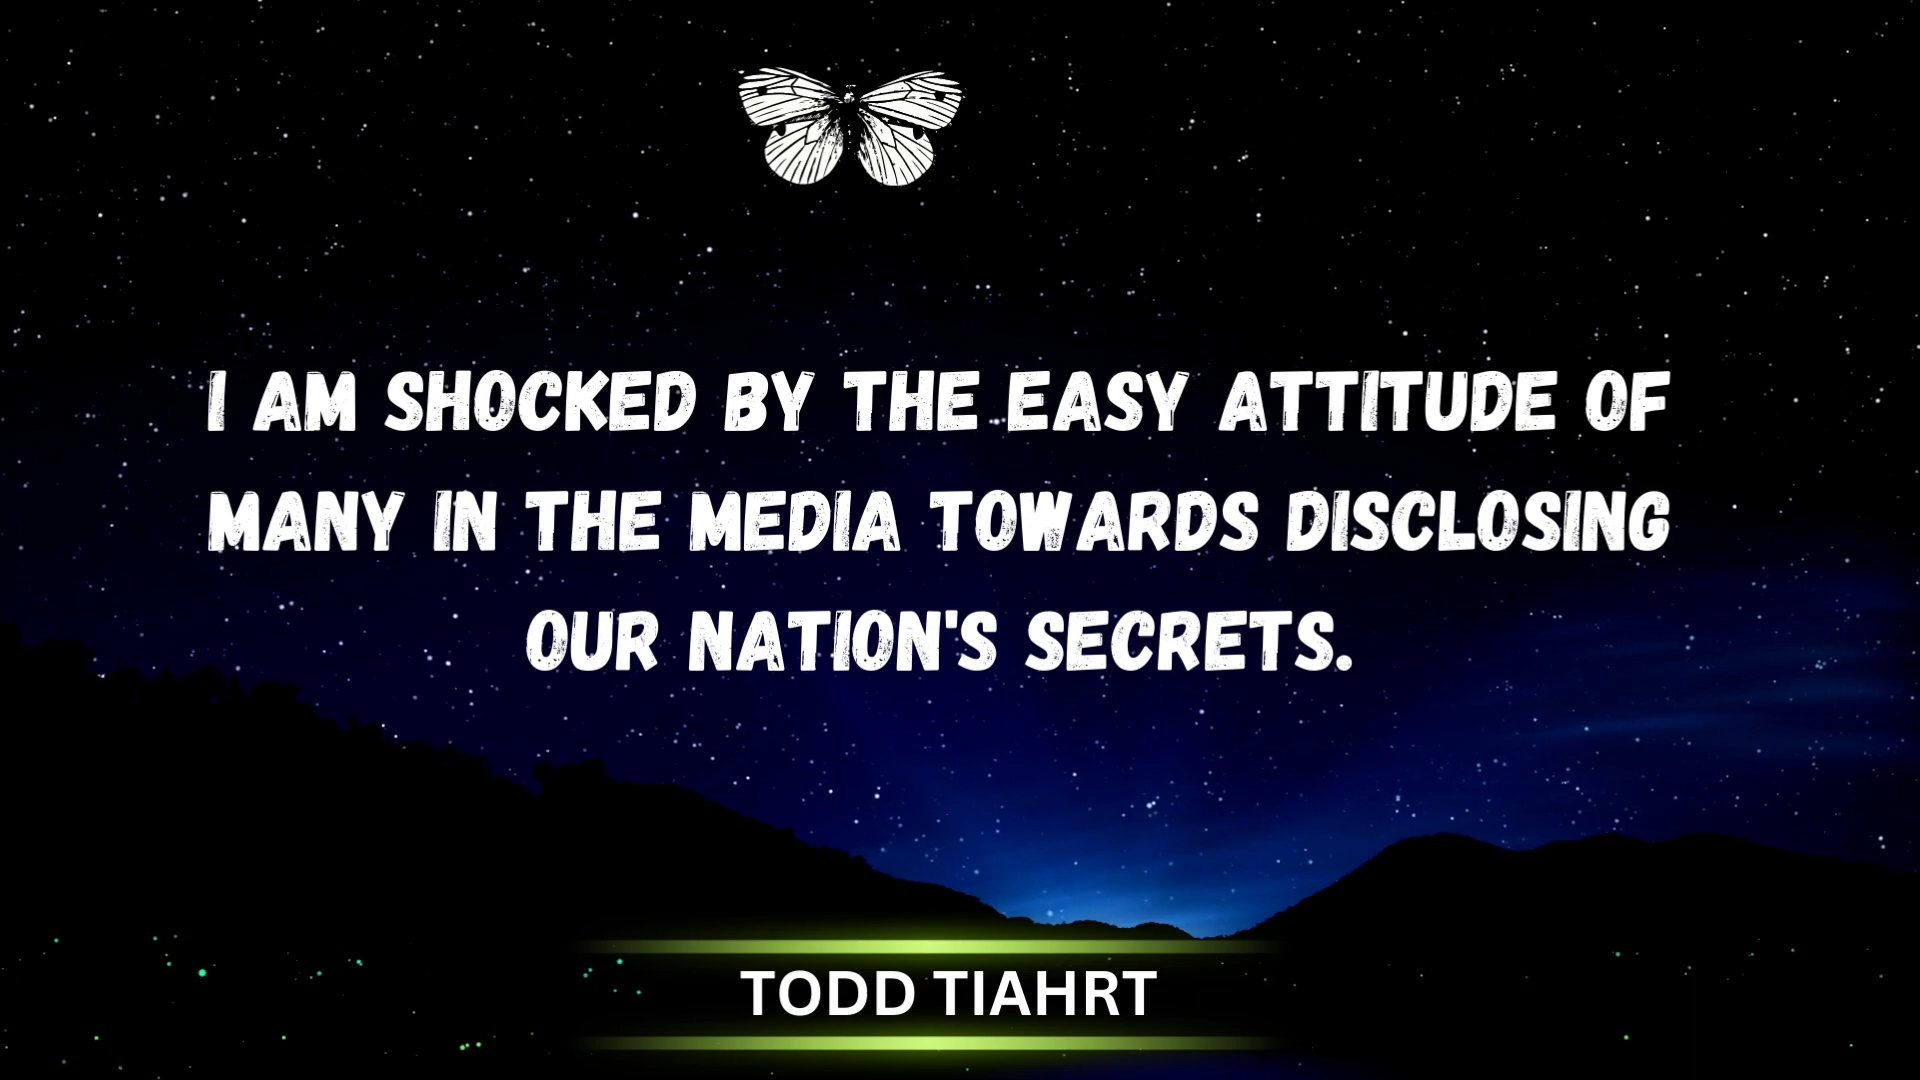 I AM SHOCKED BY THE EASY ATTITUDE OF
MANY IN THE MEDIA TOWARDS DISCLOSING
OUR NATION'S SECRETS.
TODD TIAHRT